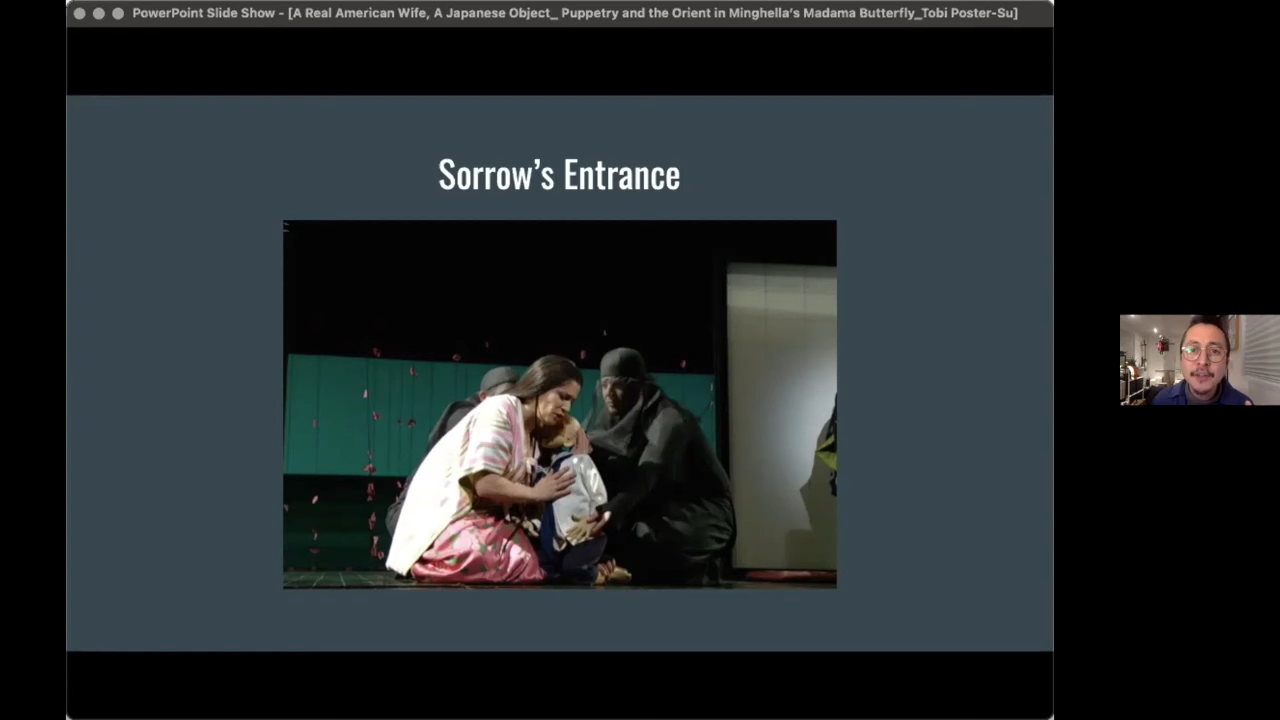 PowerPoint Slide Show - [A Real American Wife, A Japanese Object_ Puppetry and the Orient in Minghella's Madama Butterfly_Tobi Poster-Su]
Sorrow’s Entrance